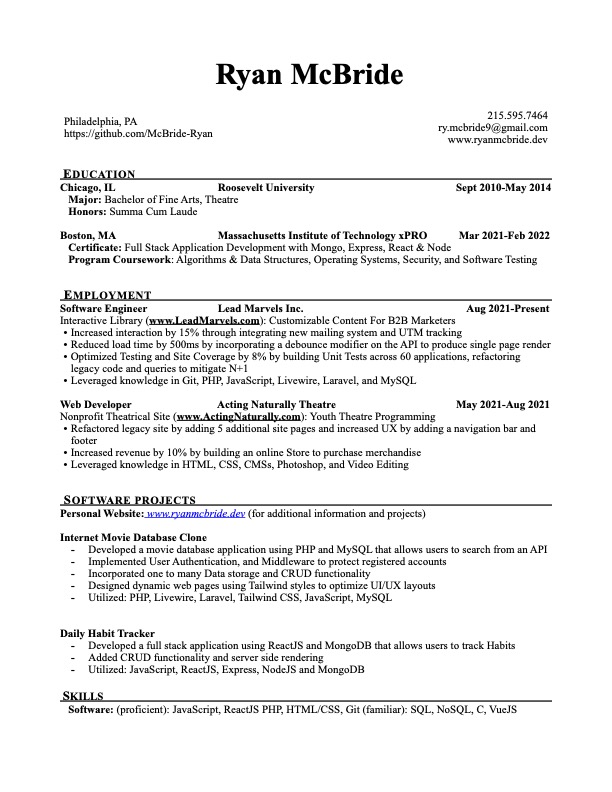 Ryan McBride
Philadelphia, PA
https://github.com/McBride-Ryan
215.595.7464
ry.mcbride9@gmail.com
www.ryanmcbride.dev
EDUCATION
Chicago, IL Roosevelt University Sept 2010-May 2014
Major: Bachelor of Fine Arts, Theatre
Honors: Summa Cum Laude
Boston, MA Massachusetts Institute of Technology xPRO Mar 2021-Feb 2022
Certificate: Full Stack Application Development with Mongo, Express, React & Node
Program Coursework: Algorithms & Data Structures, Operating Systems, Security, and Software Testing
EMPLOYMENT
Software Engineer Lead Marvels Inc. Aug 2021-Present
Interactive Library (www.LeadMarvels.com): Customizable Content For B2B Marketers
• Increased interaction by 15% through integrating new mailing system and UTM tracking
• Reduced load time by 500ms by incorporating a debounce modifier on the API to produce single page render
• Optimized Testing and Site Coverage by 8% by building Unit Tests across 60 applications, refactoring
legacy code and queries to mitigate N+1
• Leveraged knowledge in Git, PHP, JavaScript, Livewire, Laravel, and MySQL
Web Developer Acting Naturally Theatre May 2021-Aug 2021
Nonprofit Theatrical Site (www.ActingNaturally.com): Youth Theatre Programming
• Refactored legacy site by adding 5 additional site pages and increased UX by adding a navigation bar and
footer
• Increased revenue by 10% by building an online Store to purchase merchandise
• Leveraged knowledge in HTML, CSS, CMSs, Photoshop, and Video Editing
SOFTWARE PROJECTS
Personal Website: www.ryanmcbride.dev (for additional information and projects)
Internet Movie Database Clone
- Developed a movie database application using PHP and MySQL that allows users to search from an API
- Implemented User Authentication, and Middleware to protect registered accounts
- Incorporated one to many Data storage and CRUD functionality
- Designed dynamic web pages using Tailwind styles to optimize UI/UX layouts
- Utilized: PHP, Livewire, Laravel, Tailwind CSS, JavaScript, MySQL
Daily Habit Tracker
- Developed a full stack application using ReactJS and MongoDB that allows users to track Habits
- Added CRUD functionality and server side rendering
- Utilized: JavaScript, ReactJS, Express, NodeJS and MongoDB
SKILLS
Software: (proficient): JavaScript, ReactJS PHP, HTML/CSS, Git (familiar): SQL, NoSQL, C, VueJS